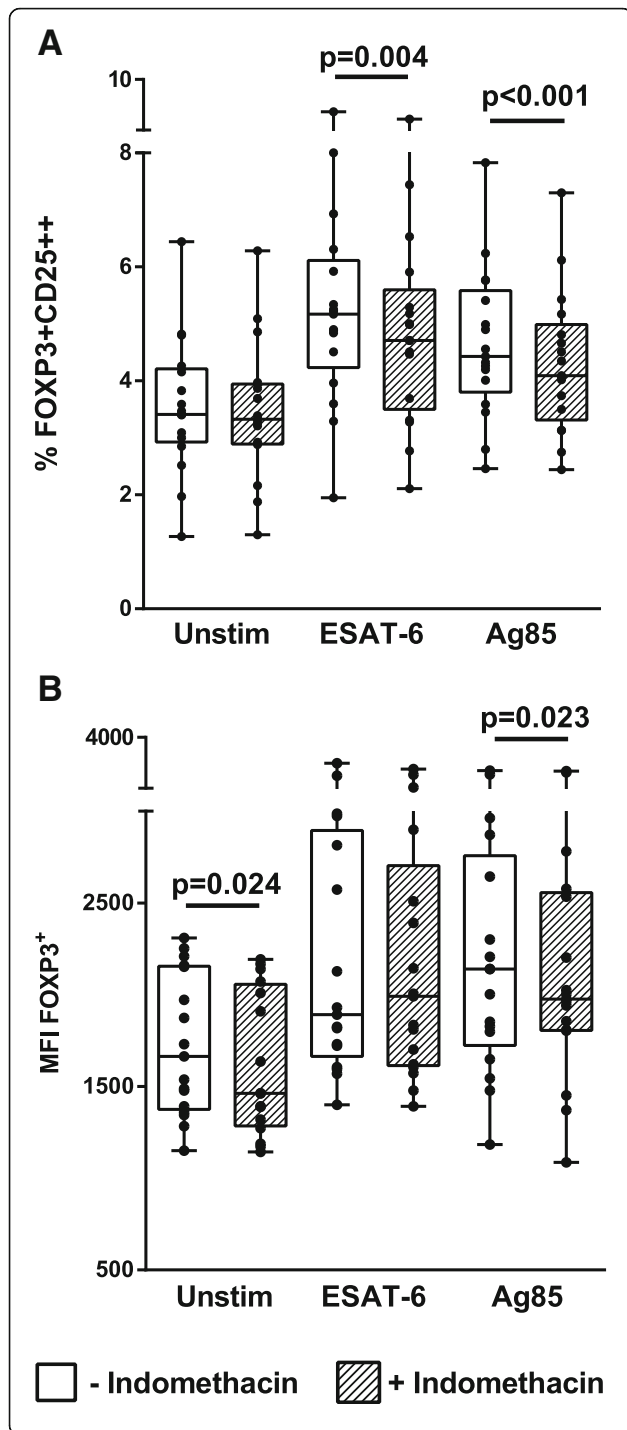 A
p=0.004
p<0.001
10
8
6
4
2
0
% FOXP3+CD25++
Unstim ESAT-6 Ag85
B
p=0.023
p=0.024
4000
2500
1500
500
MFI FOXP3+
Unstim ESAT-6 Ag85
- Indomethacin + Indomethacin